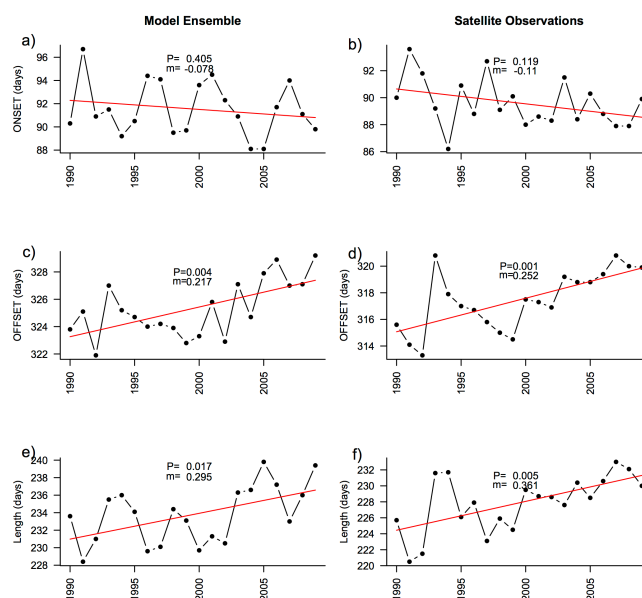 Model Ensemble
Satellite Observations
a)
P= 0.405
m= -0.078
ONSET (days)
96
94
92
90
88
1990
1995
2000
2005
b)
P= 0.119
m= -0.11
90
88
86
1990
1995
2000
2005
c)
P=0.004
m=0.217
OFFSET (days)
328
326
324
322
1990
1995
2000
2005
d)
P=0.001
m=0.252
OFFSET (days)
320
318
316
314
1990
1995
2000
2005
e)
P= 0.017
m= 0.295
Length (days)
240
236
234
232
230
228
1990
1995
2000
2005
f)
P= 0.005
m= 0.361
Length (days)
230
228
226
224
222
220
1990
1995
2000
2005